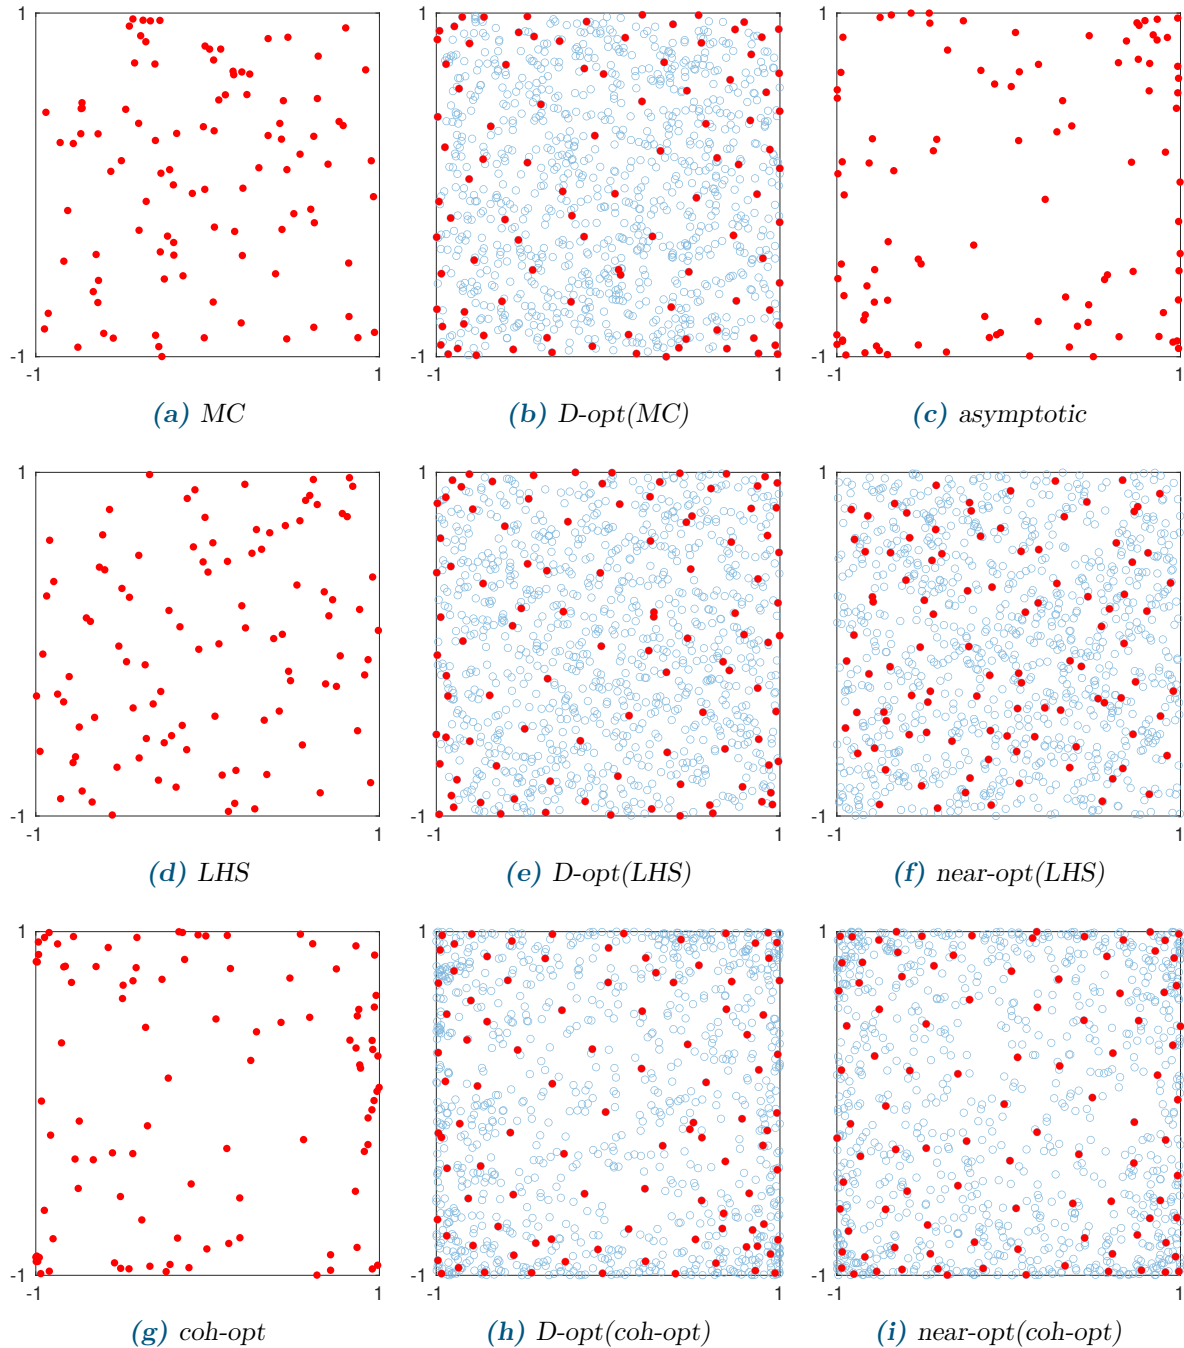 1 1 1
-1 -1 -1
-1 1 -1 1 -1 1
(a) MC (b) D-opt(MC) (c) asymptotic
1 1 1
-1 -1 -1
-1 1 -1 1 -1 1
(d) LHS (e) D-opt(LHS) (f) near-opt(LHS)
1 1 1
-1 -1 -1
-1 1 -1 1 -1 1
(g) coh-opt (h) D-opt(coh-opt) (i) near-opt(coh-opt)